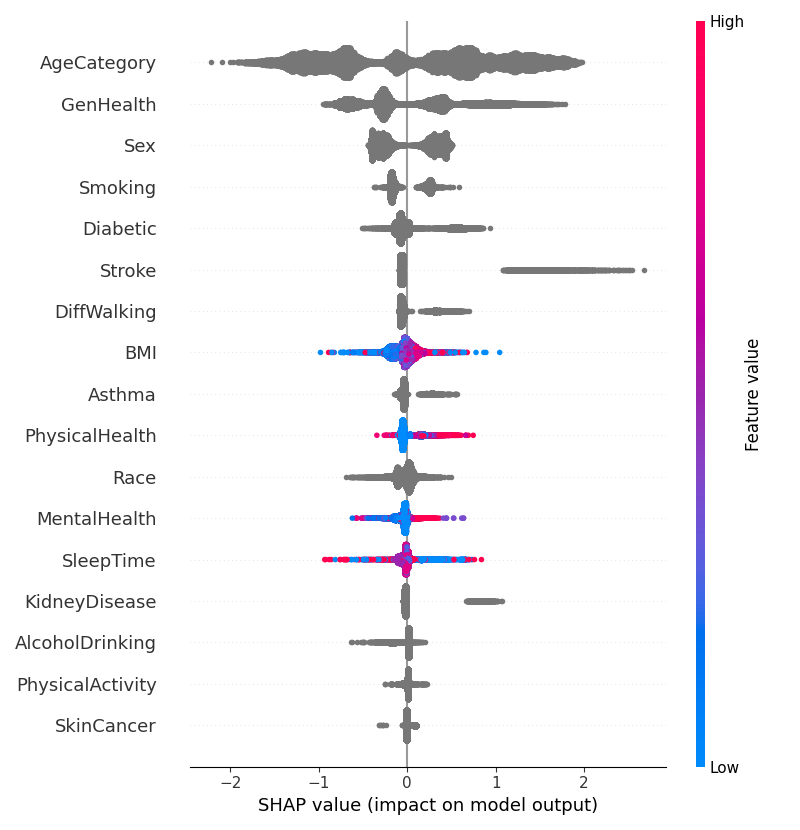 High
AgeCategory
GenHealth
Sex
Smoking
Diabetic
Stroke
DiffWalking
BMI
Asthma
PhysicalHealth
Race
MentalHealth
SleepTime
KidneyDisease
AlcoholDrinking
PhysicalActivity
SkinCancer
Feature value
Low
−2 −1 0 1 2
SHAP value (impact on model output)